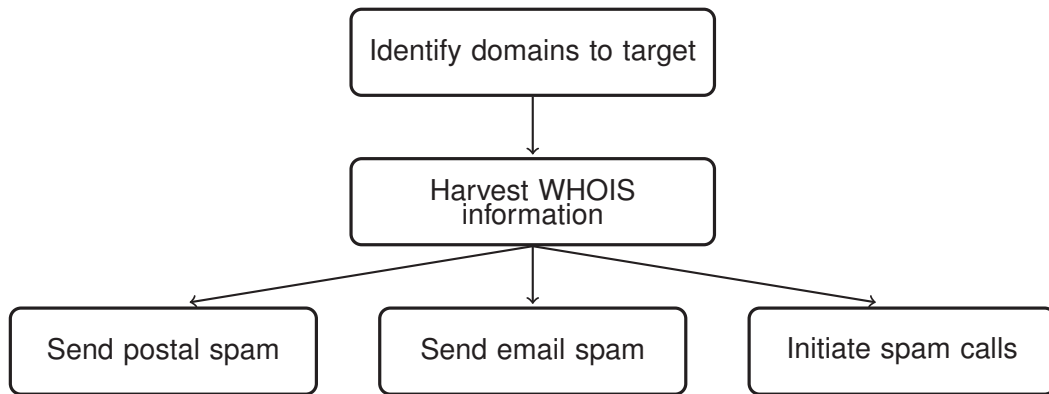 Identify domains to target
Harvest WHOIS
information
Send postal spam
Send email spam
Initiate spam calls